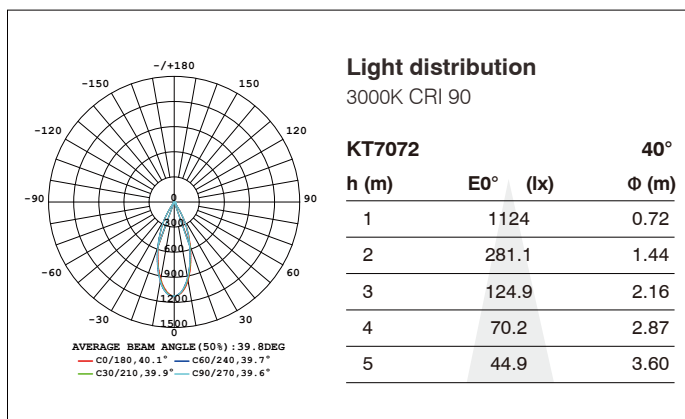 -/+180
-150
150
-120
120
-90
90
-60
60
-30
30
0
0
300
600
900
1200
1500
AVERAGE BEAM ANGLE(50%):39.8DEG
C0/180,40.1° C60/240,39.7°
C30/210,39.9° C90/270,39.6°
Light distribution
3000K CRI 90
KT7072 40°
h (m) E0° (lx) Φ (m)
1 1124 0.72
2 281.1 1.44
3 124.9 2.16
4 70.2 2.87
5 44.9 3.60